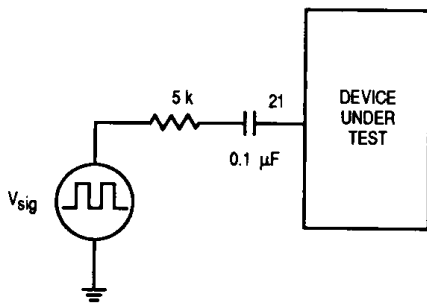 5 k
21
0.1 μF
DEVICE
UNDER
TEST
Vsig